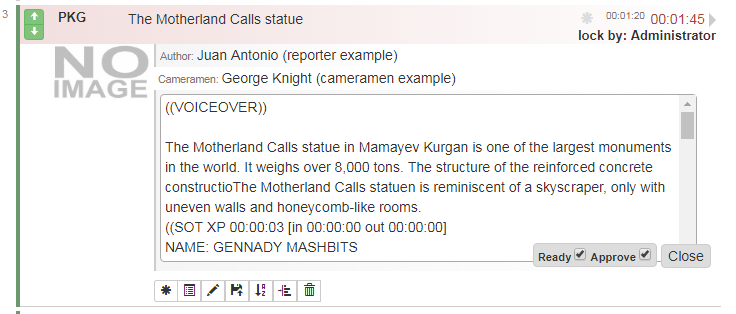 3
PKG The Motherland Calls statue 00:01:20 00:01:45
lock by: Administrator
NO
IMAGE
Author: Juan Antonio (reporter example)
Cameramen: George Knight (cameramen example)
((VOICEOVER))
The Motherland Calls statue in Mamayev Kurgan is one of the largest monuments
in the world. It weighs over 8,000 tons. The structure of the reinforced concrete
constructioThe Motherland Calls statuen is reminiscent of a skyscraper, only with
uneven walls and honeycomb-like rooms.
((SOT XP 00:00:03 [in 00:00:00 out 00:00:00]
NAME: GENNADY MASHBITS
Ready Approve Close